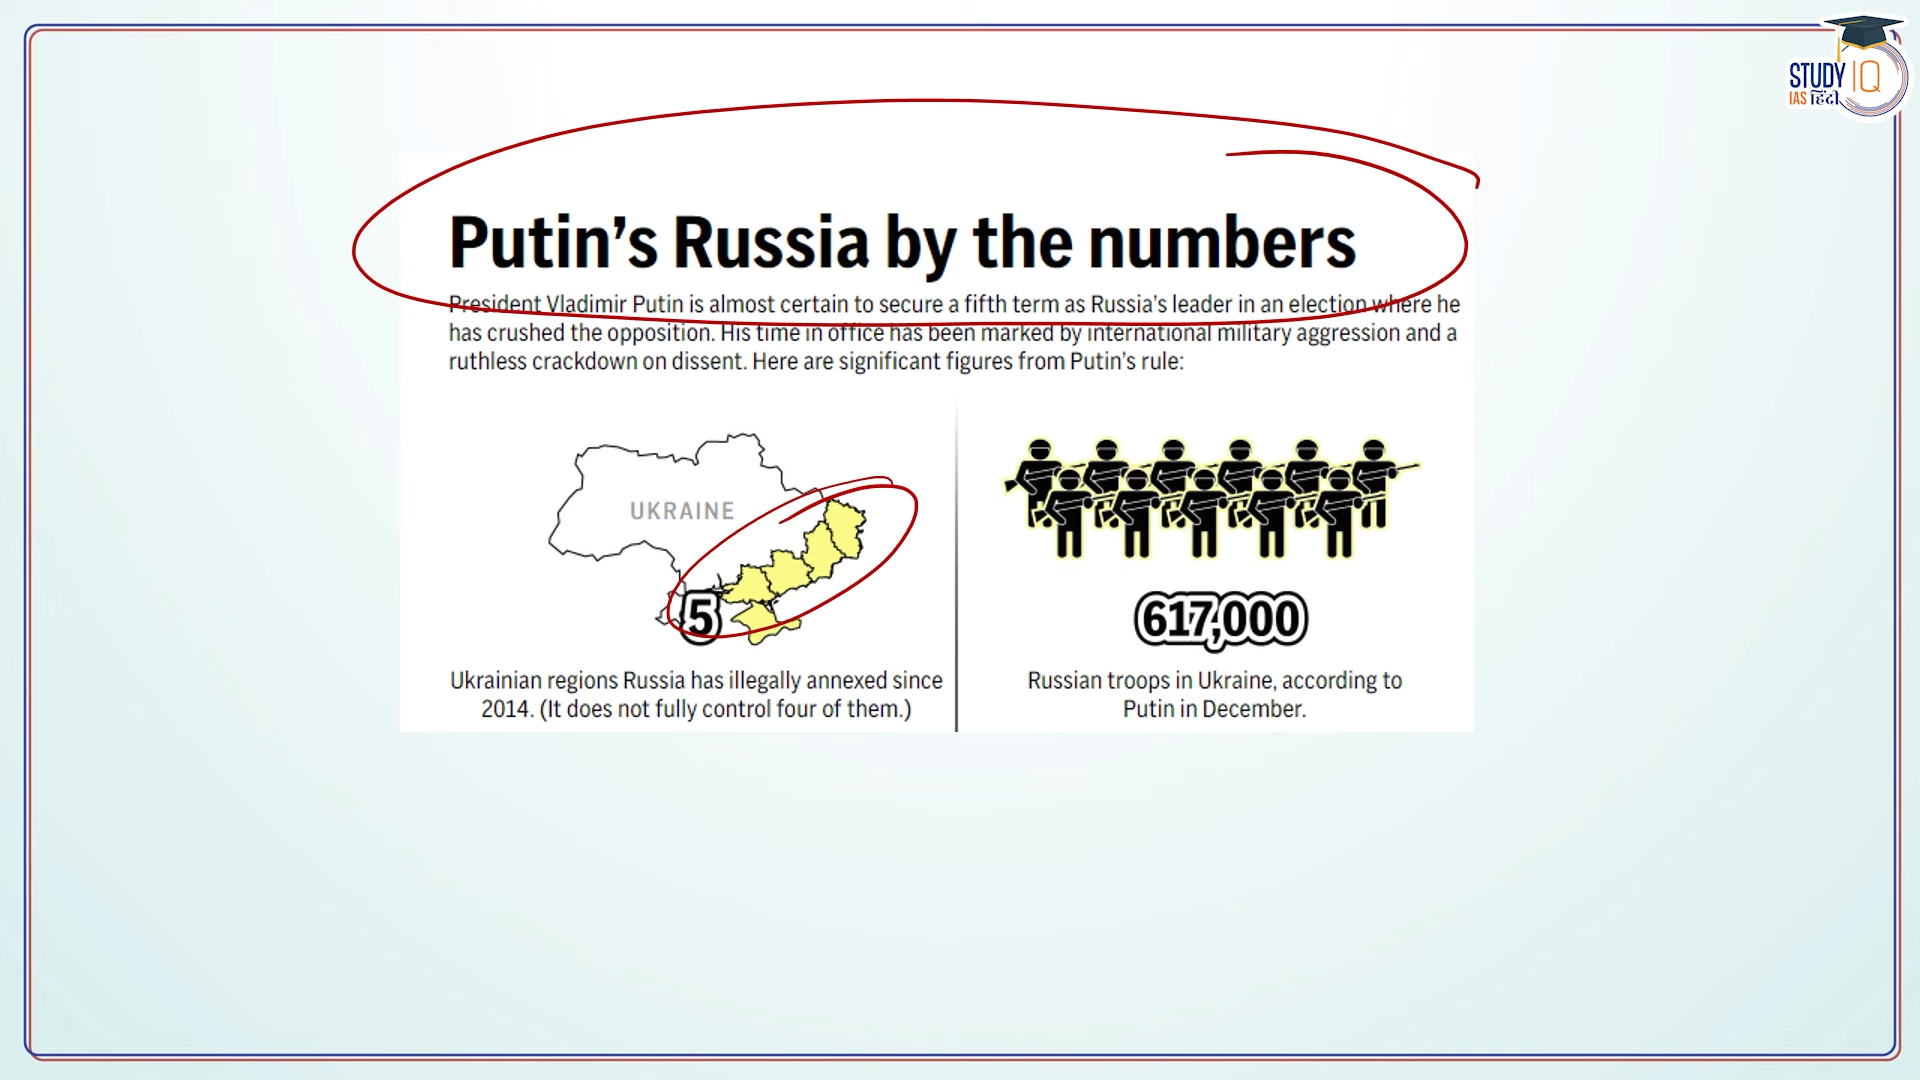 STUDY IQ
IAS हिंदी
Putin’s Russia by the numbers
President Vladimir Putin is almost certain to secure a fifth term as Russia’s leader in an election where he
has crushed the opposition. His time in office has been marked by international military aggression and a
ruthless crackdown on dissent. Here are significant figures from Putin’s rule:
UKRAINE
5
Ukrainian regions Russia has illegally annexed since
2014. (It does not fully control four of them.)
617,000
Russian troops in Ukraine, according to
Putin in December.